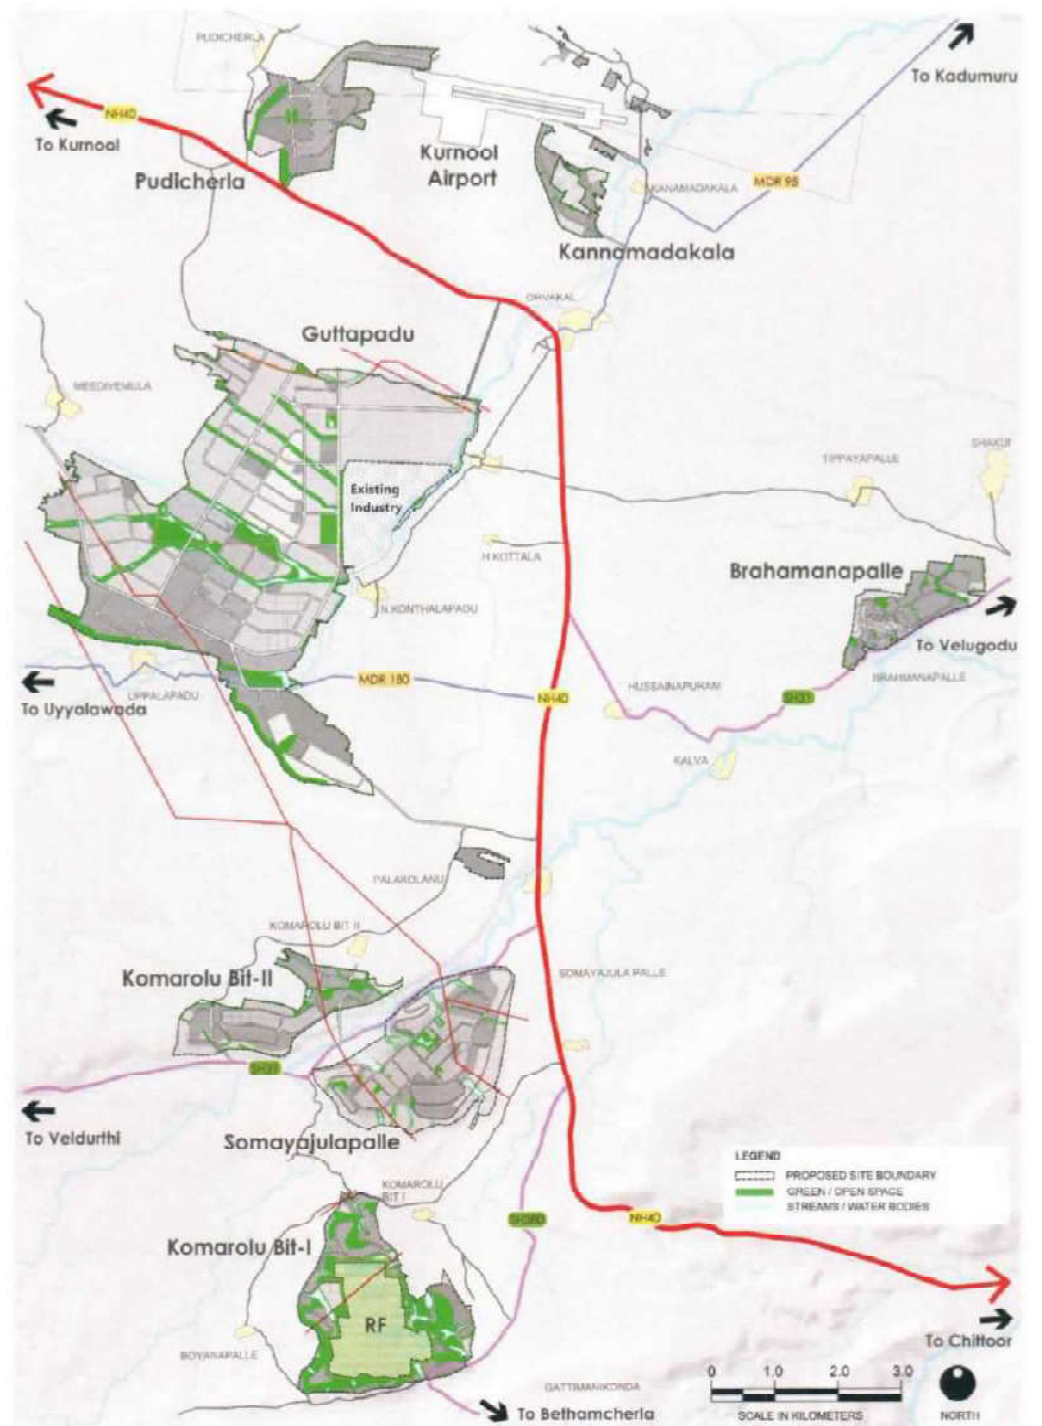 PUDICHERLA
To Kadumuru
NH40
To Kurnool
Kurnool
Airport
Pudicherla
KANAMADAKALA
MDR 98
Kannamadakala
ORVAKAL
Guttapadu
MEEDIVEMULA
TIPPAYAPALLE
Existing
Industry
H.KOTTALA
Brahamanapalle
N.KONTHALAPADU
To Velugodu
UPPALAPADU
MDR 180
To Uyyalawada
NH40
HUSSAINAPURAM
SH31
BRAHMANAPALLE
KALVA
PALAKOLANU
KOMAROLU BIT II
Komarolu Bit-II
SOMAYAJULA PALLE
SH31
To Veldurthi
Somayajulapalle
LEGEND
PROPOSED SITE BOUNDARY
GREEN / OPEN SPACE
STREAMS / WATER BODIES
KOMAROLU
BIT I
NH40
Komarolu Bit-I
RF
BOYANAPALLE
To Chittoor
GATTIMANIKONDA
0 1.0 2.0 3.0
SCALE IN KILOMETERS
NORTH
To Bethamcherla